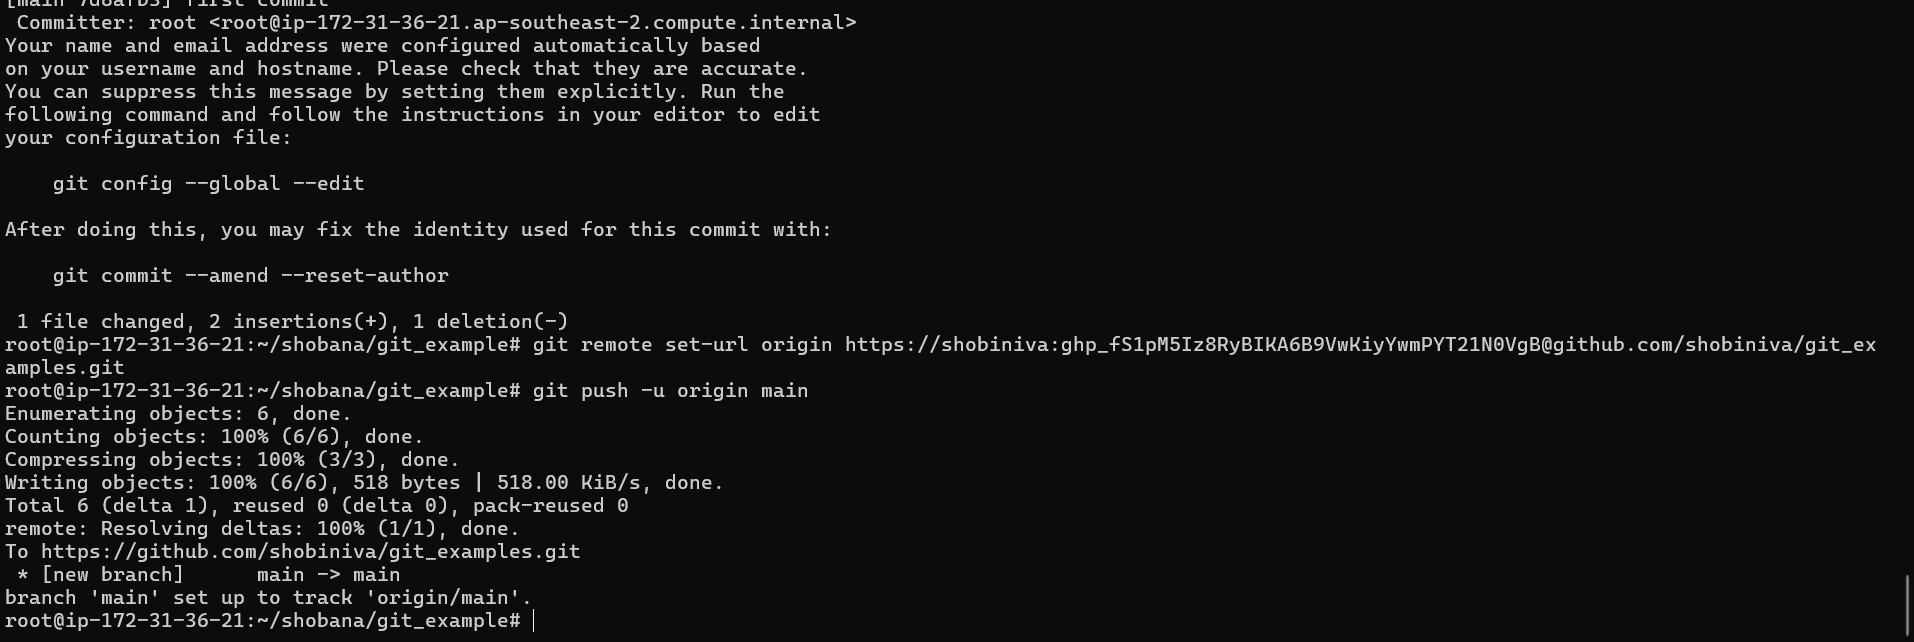 [main 7d8afb3] first commit
 Committer: root <root@ip-172-31-36-21.ap-southeast-2.compute.internal>
Your name and email address were configured automatically based
on your username and hostname. Please check that they are accurate.
You can suppress this message by setting them explicitly. Run the
following command and follow the instructions in your editor to edit
your configuration file:

    git config --global --edit

After doing this, you may fix the identity used for this commit with:

    git commit --amend --reset-author

 1 file changed, 2 insertions(+), 1 deletion(-)
root@ip-172-31-36-21:~/shobana/git_example# git remote set-url origin https://shobiniva: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@github.com/shobiniva/git_ex
amples.git
root@ip-172-31-36-21:~/shobana/git_example# git push -u origin main
Enumerating objects: 6, done.
Counting objects: 100% (6/6), done.
Compressing objects: 100% (3/3), done.
Writing objects: 100% (6/6), 518 bytes | 518.00 KiB/s, done.
Total 6 (delta 1), reused 0 (delta 0), pack-reused 0
remote: Resolving deltas: 100% (1/1), done.
To https://github.com/shobiniva/git_examples.git
 * [new branch]      main -> main
branch 'main' set up to track 'origin/main'.
root@ip-172-31-36-21:~/shobana/git_example#